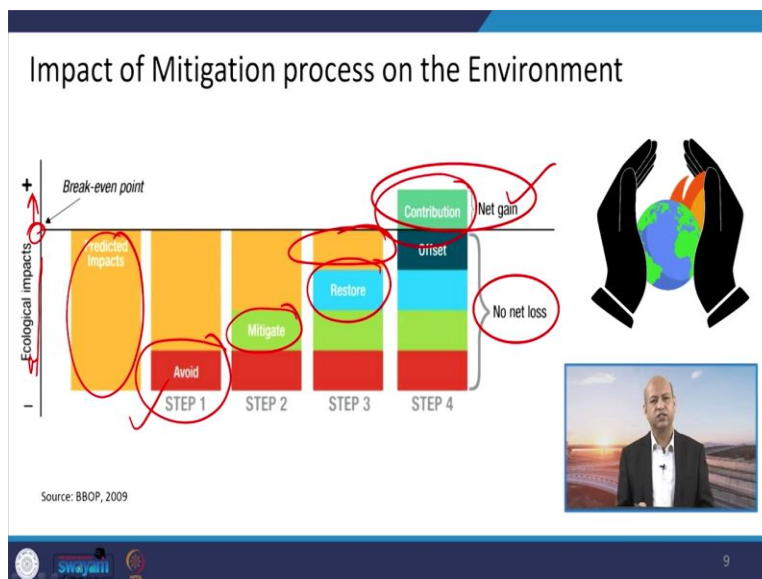 Impact of Mitigation process on the Environment
+
Break-even point
Contribution
Net gain
Predicted
Impacts
Offset
Ecological impacts
Restore
No net loss
Mitigate
Avoid
–
STEP 1
STEP 2
STEP 3
STEP 4
Source: BBOP, 2009
swayam
9